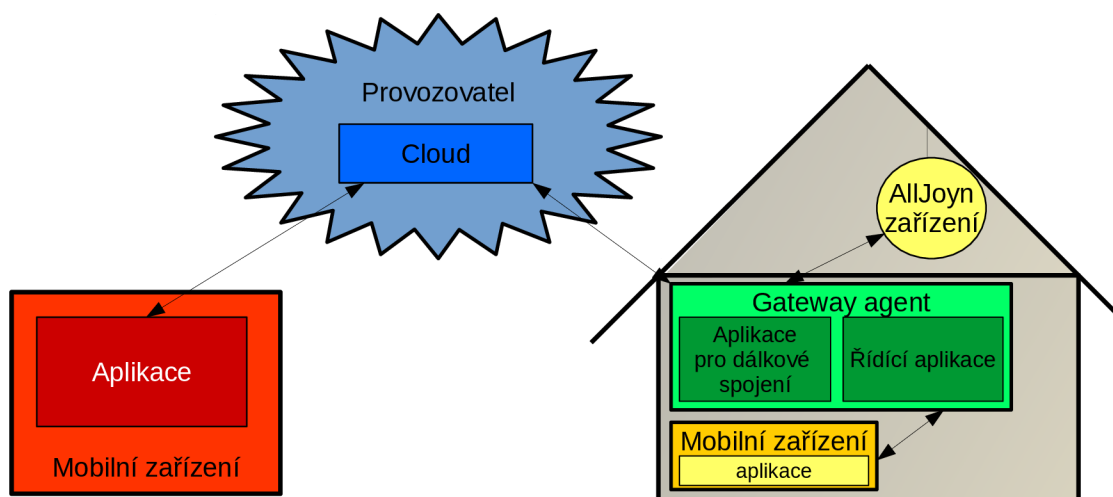 Provozovatel
Cloud
AllJoyn
zařízení
Aplikace
Mobilní zařízení
Gateway agent
Aplikace
pro dálkové
spojení
Řídící aplikace
Mobilní zařízení
aplikace